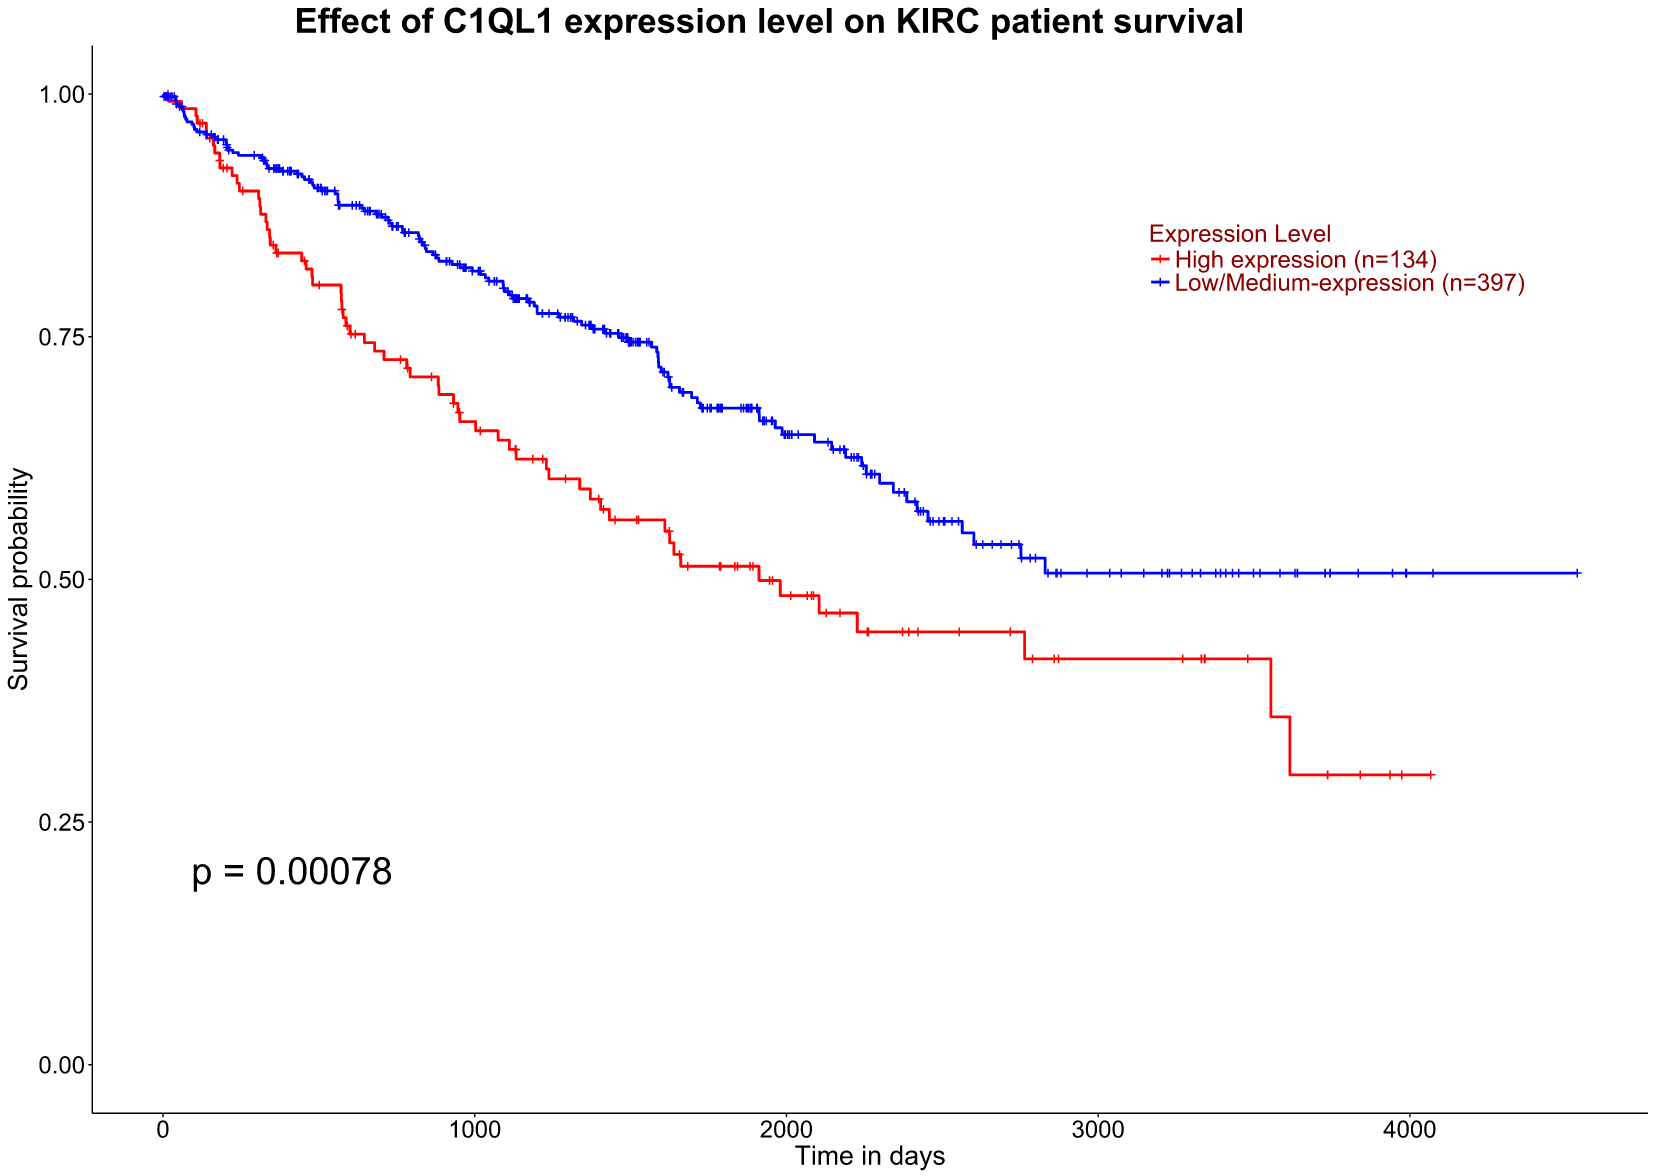 Effect of C1QL1 expression level on KIRC patient survival
1.00
0.75
0.50
0.25
0.00
Survival probability
Expression Level
High expression (n=134)
Low/Medium-expression (n=397)
p = 0.00078
0 1000 2000 3000 4000
Time in days